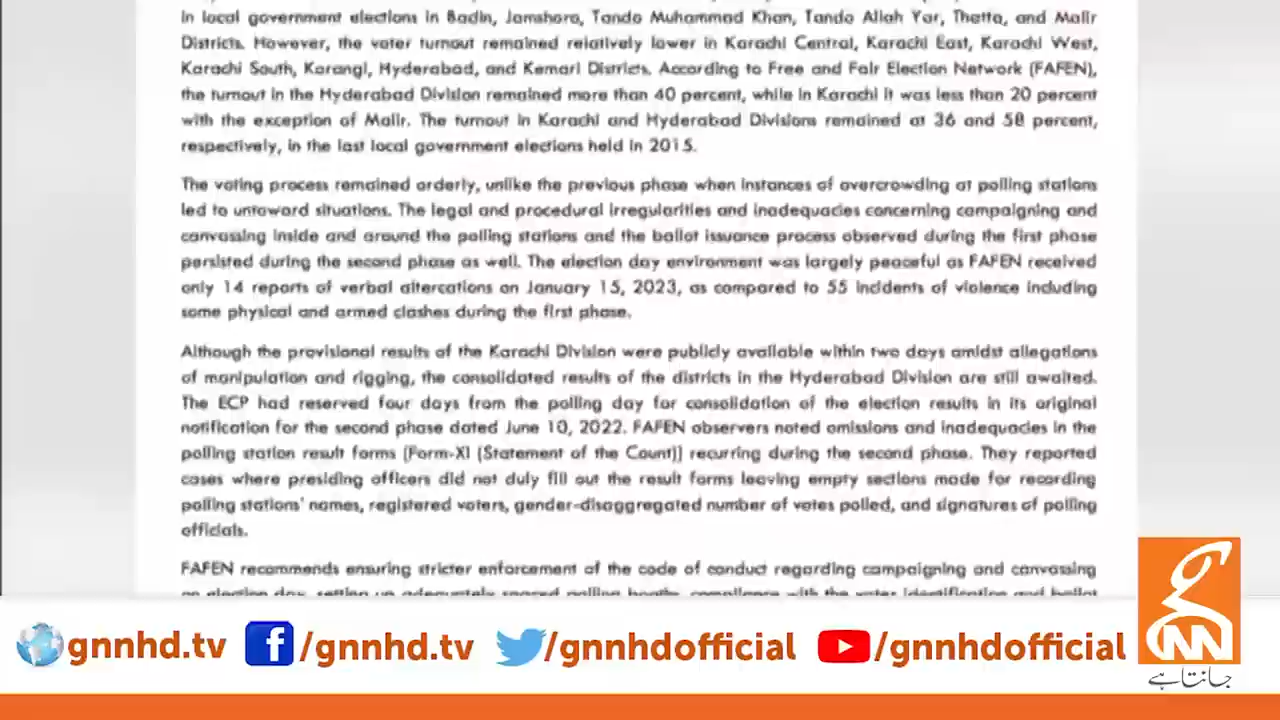 in local government elections in Badin, Jamshoro, Tando Muhammad Khan, Tando Allah Yar, Thatta, and Malir
Districts. However, the voter turnout remained relatively lower in Karachi Central, Karachi East, Karachi West,
Karachi South, Korangi, Hyderabad, and Kemari Districts. According to Free and Fair Election Network (FAFEN),
the turnout in the Hyderabad Division remained more than 40 percent, while in Karachi it was less than 20 percent
with the exception of Malir. The turnout in Karachi and Hyderabad Divisions remained at 36 and 58 percent,
respectively, in the last local government elections held in 2015.
The voting process remained orderly, unlike the previous phase when instances of overcrowding at polling stations
led to untoward situations. The legal and procedural irregularities and inadequacies concerning campaigning and
canvassing inside and around the polling stations and the ballot issuance process observed during the first phase
persisted during the second phase as well. The election day environment was largely peaceful as FAFEN received
only 14 reports of verbal altercations on January 15, 2023, as compared to 55 incidents of violence including
some physical and armed clashes during the first phase.
Although the provisional results of the Karachi Division were publicly available within two days amidst allegations
of manipulation and rigging, the consolidated results of the districts in the Hyderabad Division are still awaited.
The ECP had reserved four days from the polling day for consolidation of the election results in its original
notification for the second phase dated June 10, 2022. FAFEN observers noted omissions and inadequacies in the
polling station result forms (Form-XI (Statement of the Count)) recurring during the second phase. They reported
cases where presiding officers did not duly fill out the result forms leaving empty sections made for recording
polling stations' names, registered voters, gender-disaggregated number of votes polled, and signatures of polling
officials.
FAFEN recommends ensuring stricter enforcement of the code of conduct regarding campaigning and canvassing
on election day, setting up adequately spaced polling booths, compliance with the voter identification and ballot
gnnhd.tv /gnnhd.tv /gnnhdofficial /gnnhdofficial
GNN
جانتا ہے